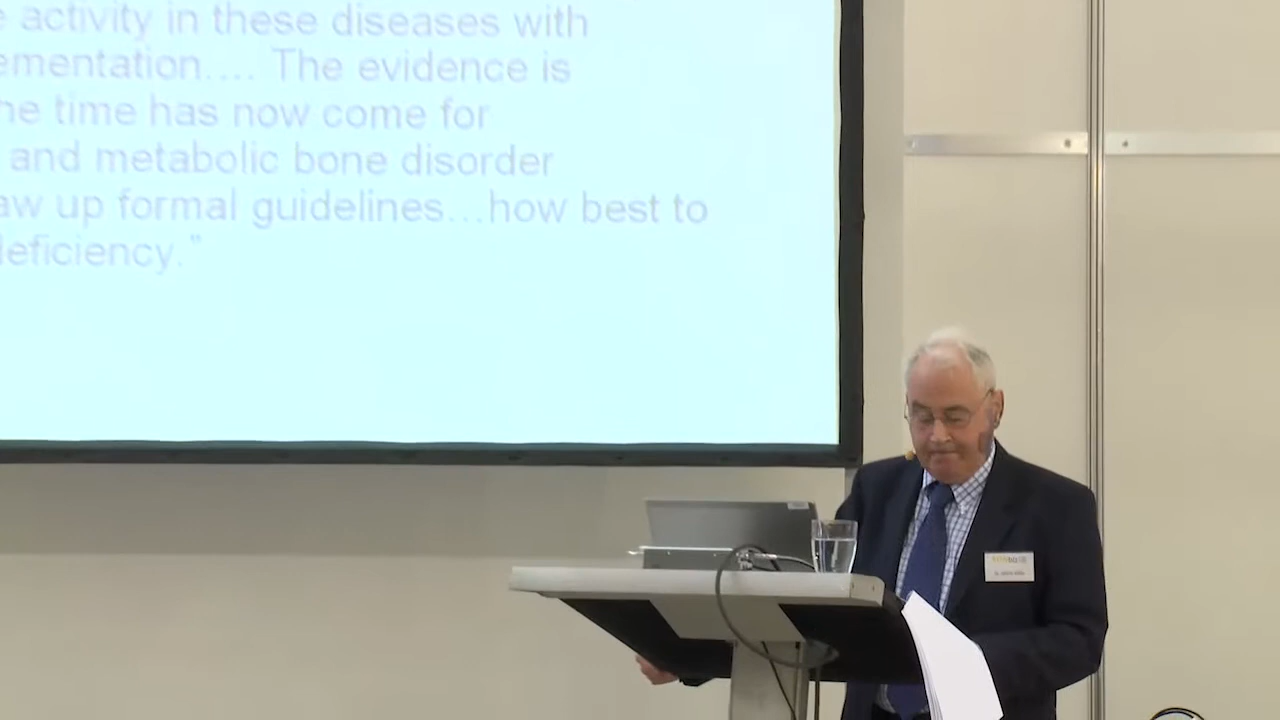 activity in these diseases with
ementation.... The evidence is
he time has now come for
and metabolic bone disorder
aw up formal guidelines...how best to
deficiency."